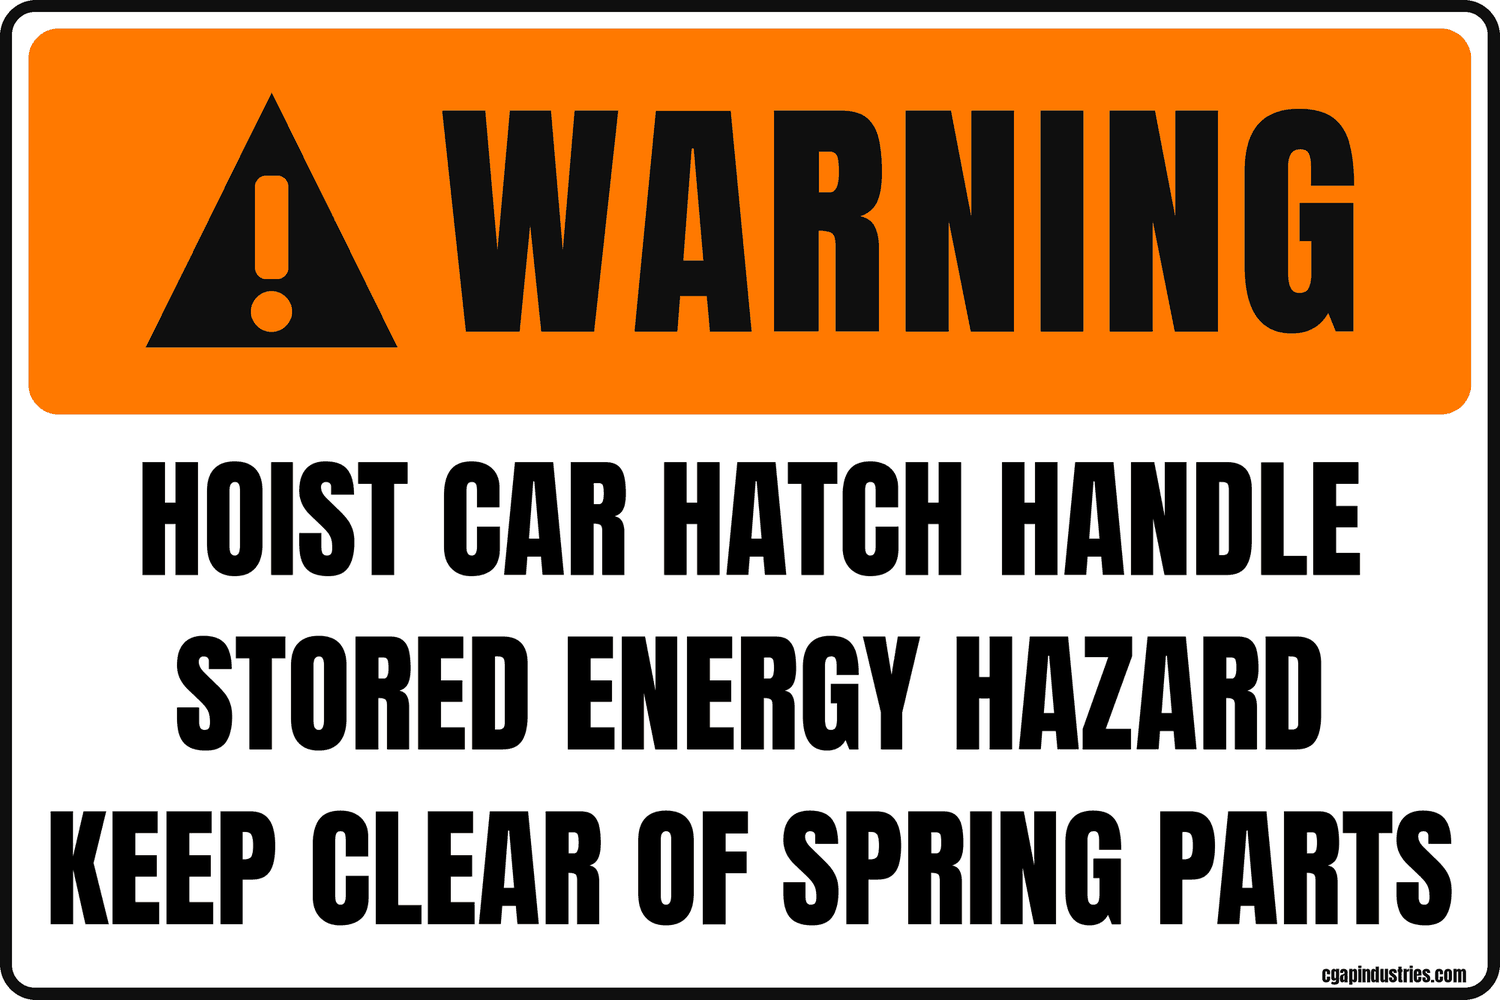 WARNING
HOIST CAR HATCH HANDLE
STORED ENERGY HAZARD
KEEP CLEAR OF SPRING PARTS
cgapindustries.com